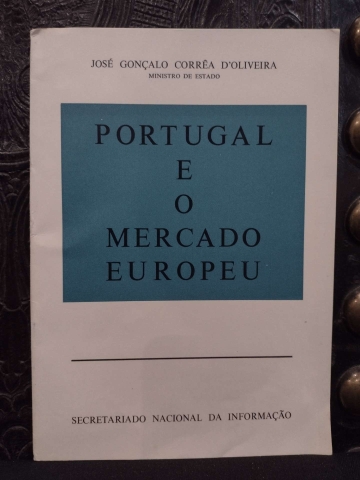 JOSÉ GONÇALO CORRÊA D'OLIVEIRA
MINISTRO DE ESTADO
PORTUGAL
E
O
MERCADO
EUROPEU
SECRETARIADO NACIONAL DA INFORMAÇÃO